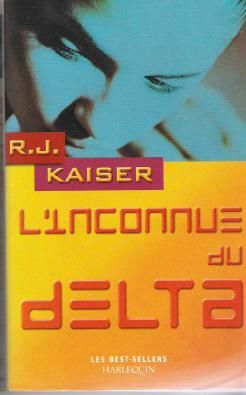 R.J.
KAISER
L'INCONNUE
DU
DELTA
LES BEST-SELLERS
HARLEQUIN